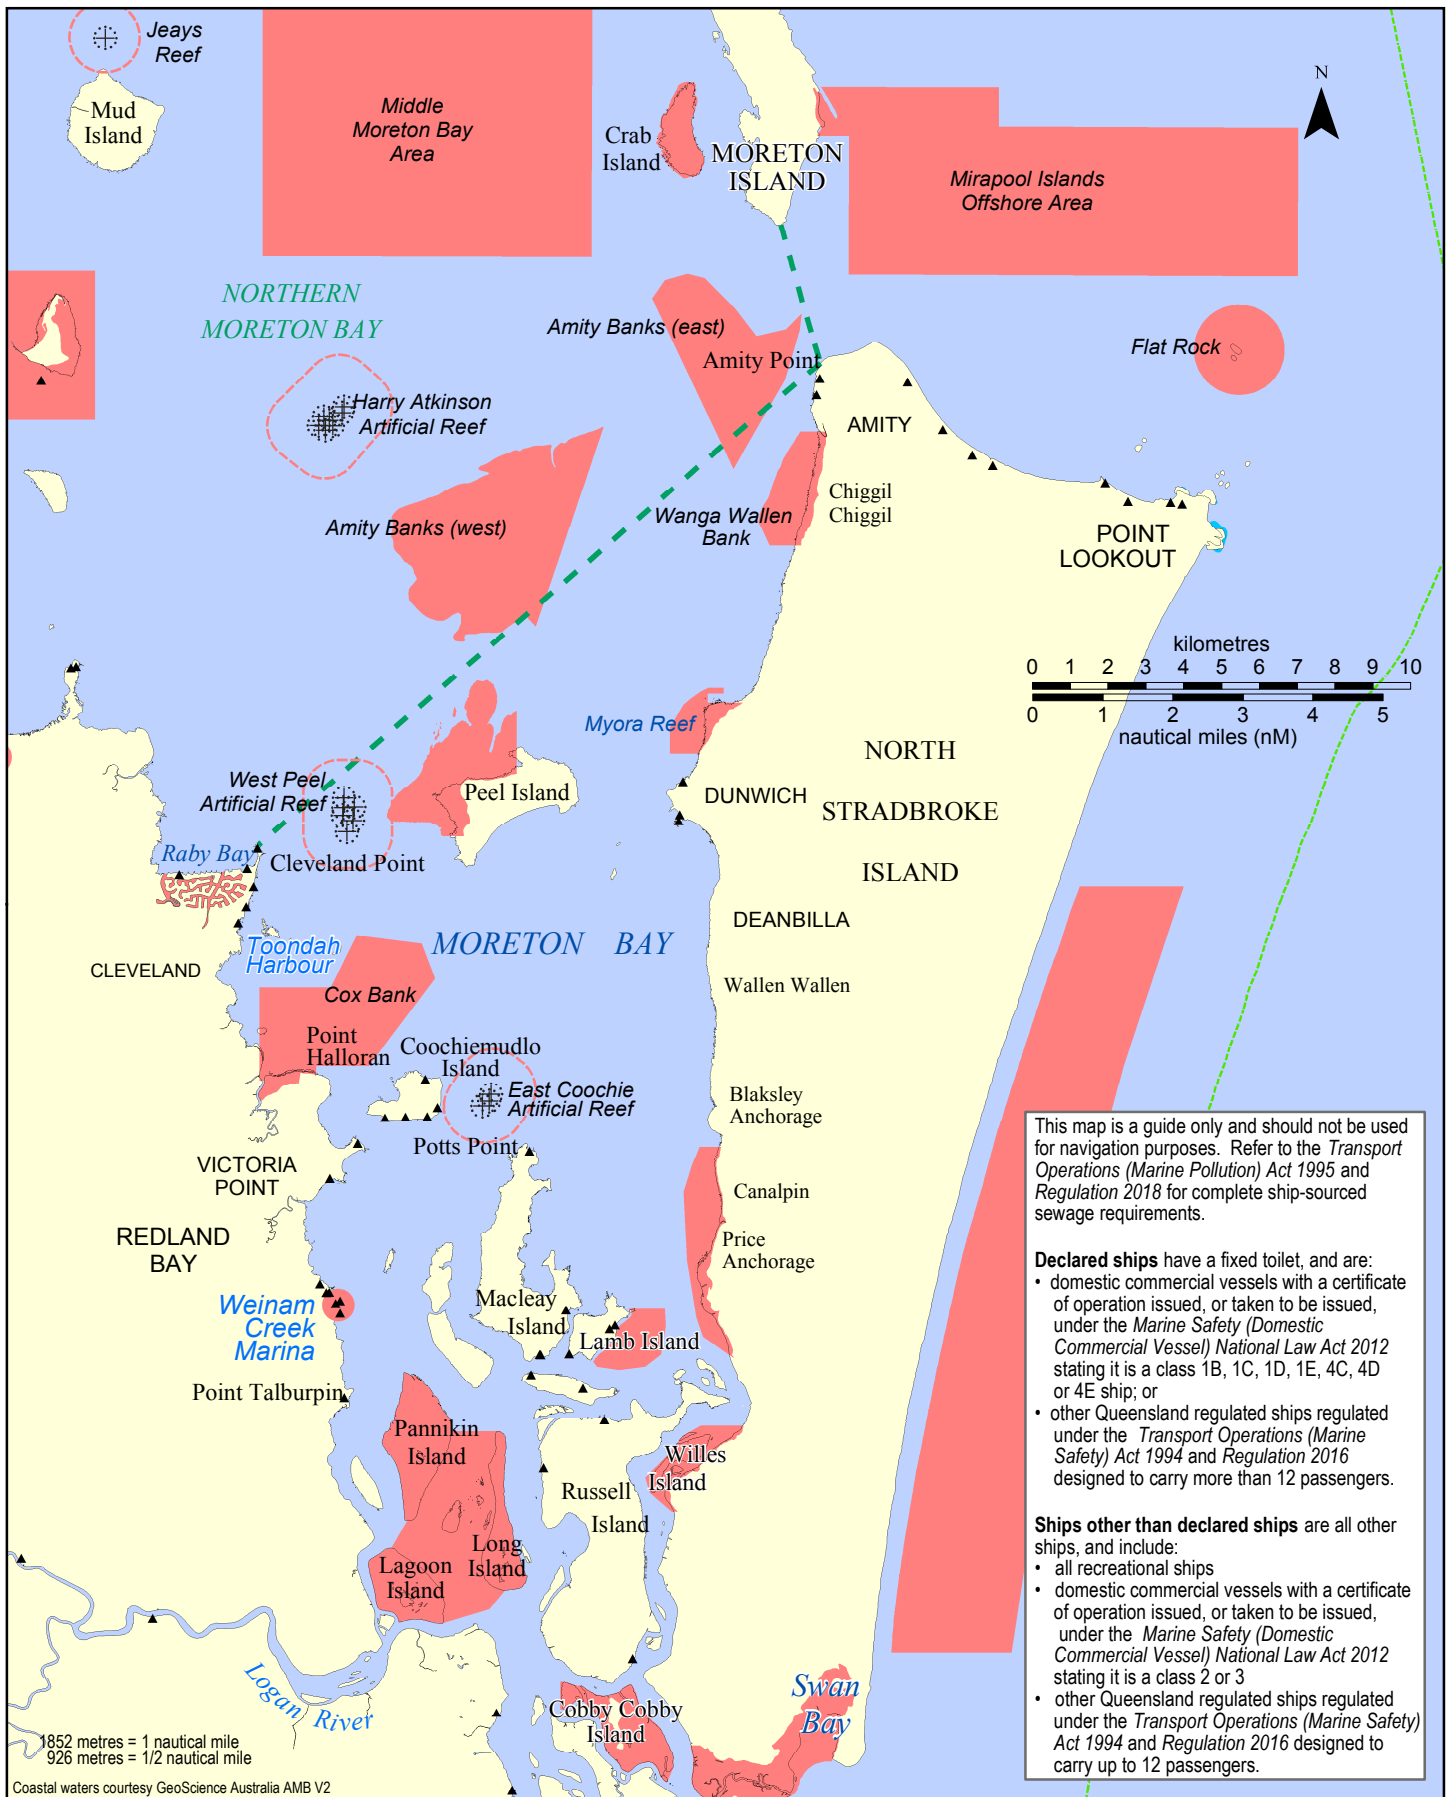 Jeays
Reef
Mud
Island
Middle
Moreton Bay
Area
Crab
Island
MORETON
ISLAND
N
Mirapool Islands
Offshore Area
NORTHERN
MORETON BAY
Amity Banks (east)
Amity Point
Flat Rock
Harry Atkinson
Artificial Reef
AMITY
Chiggil
Chiggil
Amity Banks (west)
Wanga Wallen
Bank
POINT
LOOKOUT
kilometres
0 1 2 3 4 5 6 7 8 9 10
0 1 2 3 4 5
nautical miles (nM)
Myora Reef
NORTH
STRADBROKE
ISLAND
West Peel
Artificial Reef
Peel Island
DUNWICH
Raby Bay
Cleveland Point
DEANBILLA
Toondah
Harbour
MORETON BAY
CLEVELAND
Wallen Wallen
Cox Bank
Point
Halloran
Coochiemudlo
Island
East Coochie
Artificial Reef
Blaksley
Anchorage
Potts Point
VICTORIA
POINT
Canalpin
REDLAND
BAY
Price
Anchorage
Weinam
Creek
Marina
Macleay
Island
Lamb Island
Point Talburpin
Pannikin
Island
Willes
Island
Russell
Island
Long
Island
Lagoon
Island
Logan River
Cobby Cobby
Island
Swan
Bay
1852 metres = 1 nautical mile
926 metres = 1/2 nautical mile
Coastal waters courtesy GeoScience Australia AMB V2
This map is a guide only and should not be used
for navigation purposes. Refer to the Transport
Operations (Marine Pollution) Act 1995 and
Regulation 2018 for complete ship-sourced
sewage requirements.
Declared ships have a fixed toilet, and are:
• domestic commercial vessels with a certificate
of operation issued, or taken to be issued,
under the Marine Safety (Domestic
Commercial Vessel) National Law Act 2012
stating it is a class 1B, 1C, 1D, 1E, 4C, 4D
or 4E ship; or
• other Queensland regulated ships regulated
under the Transport Operations (Marine
Safety) Act 1994 and Regulation 2016
designed to carry more than 12 passengers.
Ships other than declared ships are all other
ships, and include:
• all recreational ships
• domestic commercial vessels with a certificate
of operation issued, or taken to be issued,
under the Marine Safety (Domestic
Commercial Vessel) National Law Act 2012
stating it is a class 2 or 3
• other Queensland regulated ships regulated
under the Transport Operations (Marine Safety)
Act 1994 and Regulation 2016 designed to
carry up to 12 passengers.